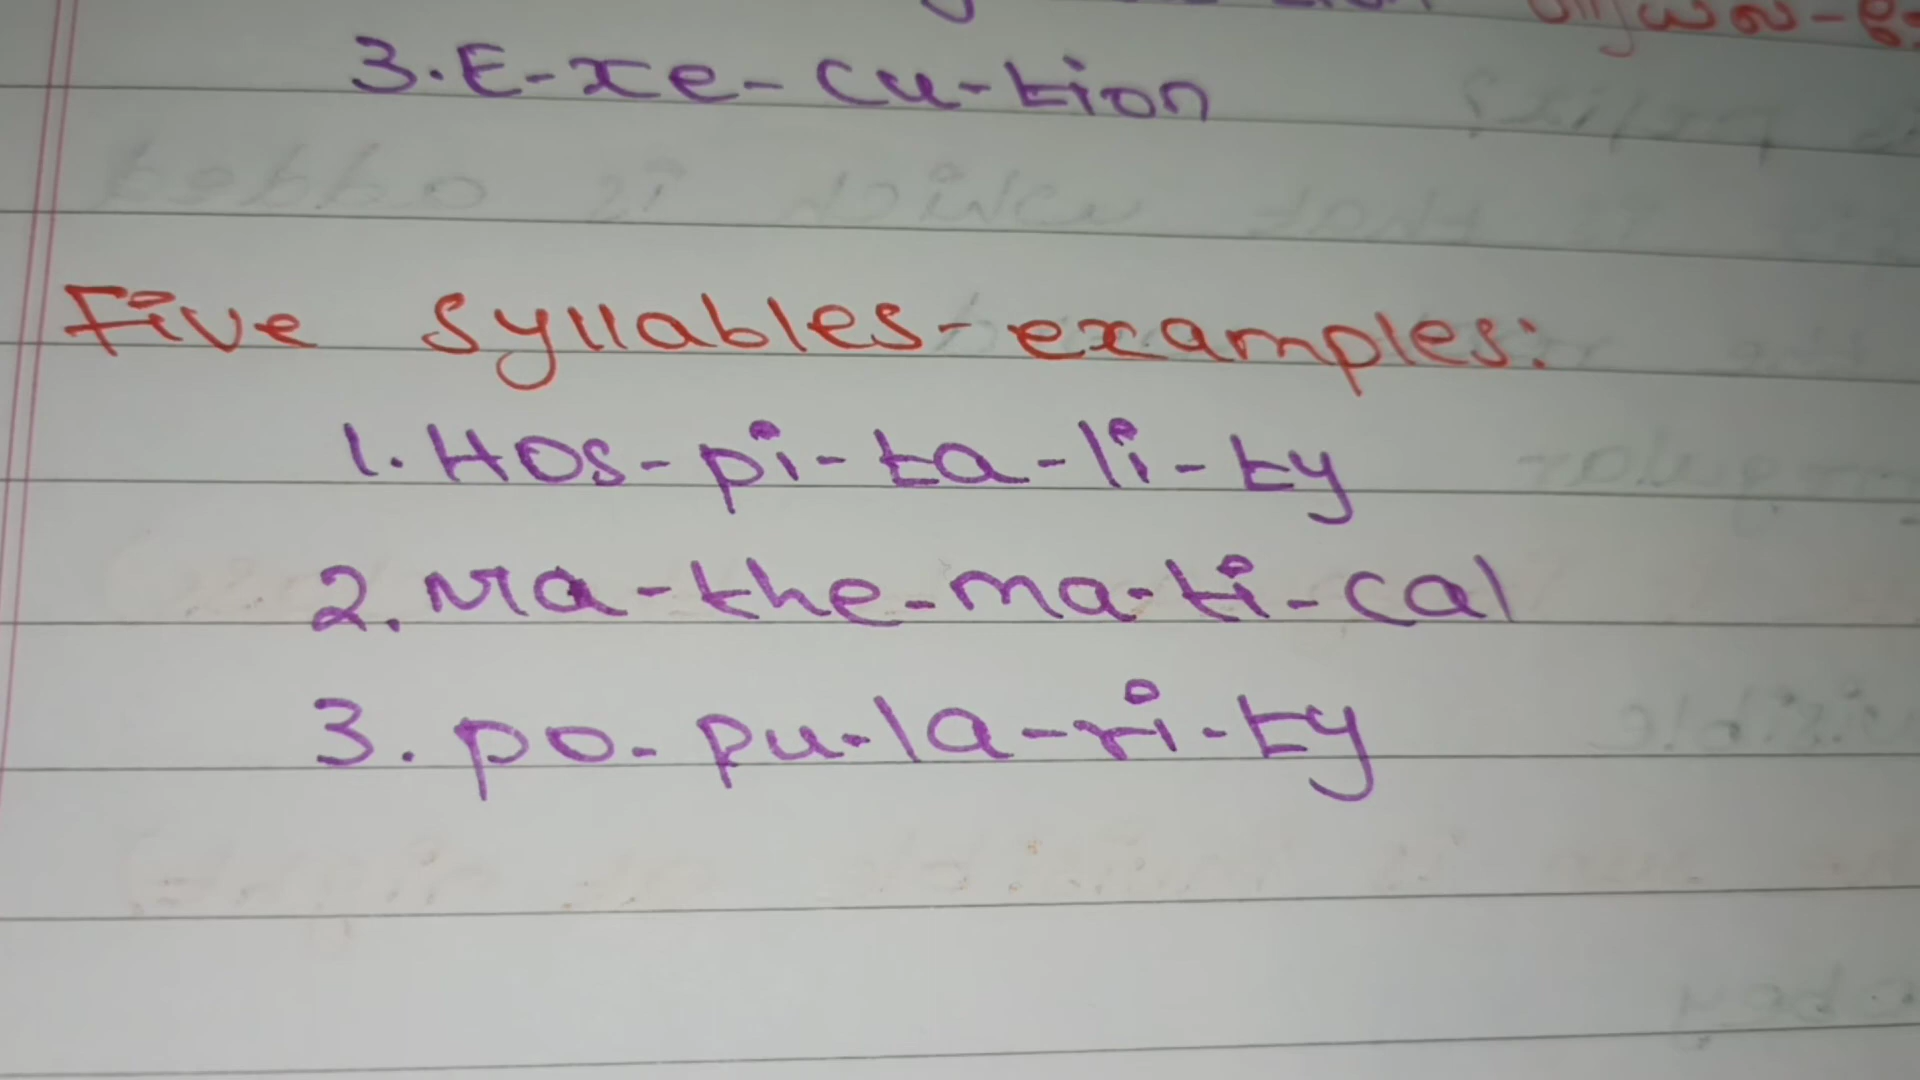 3. E-xe-cu-tion
Five syllables-examples:
1. Hos-pi-ta-li-ty
2. Ma-the-ma-ti-cal
3. po-pu-la-ri-ty